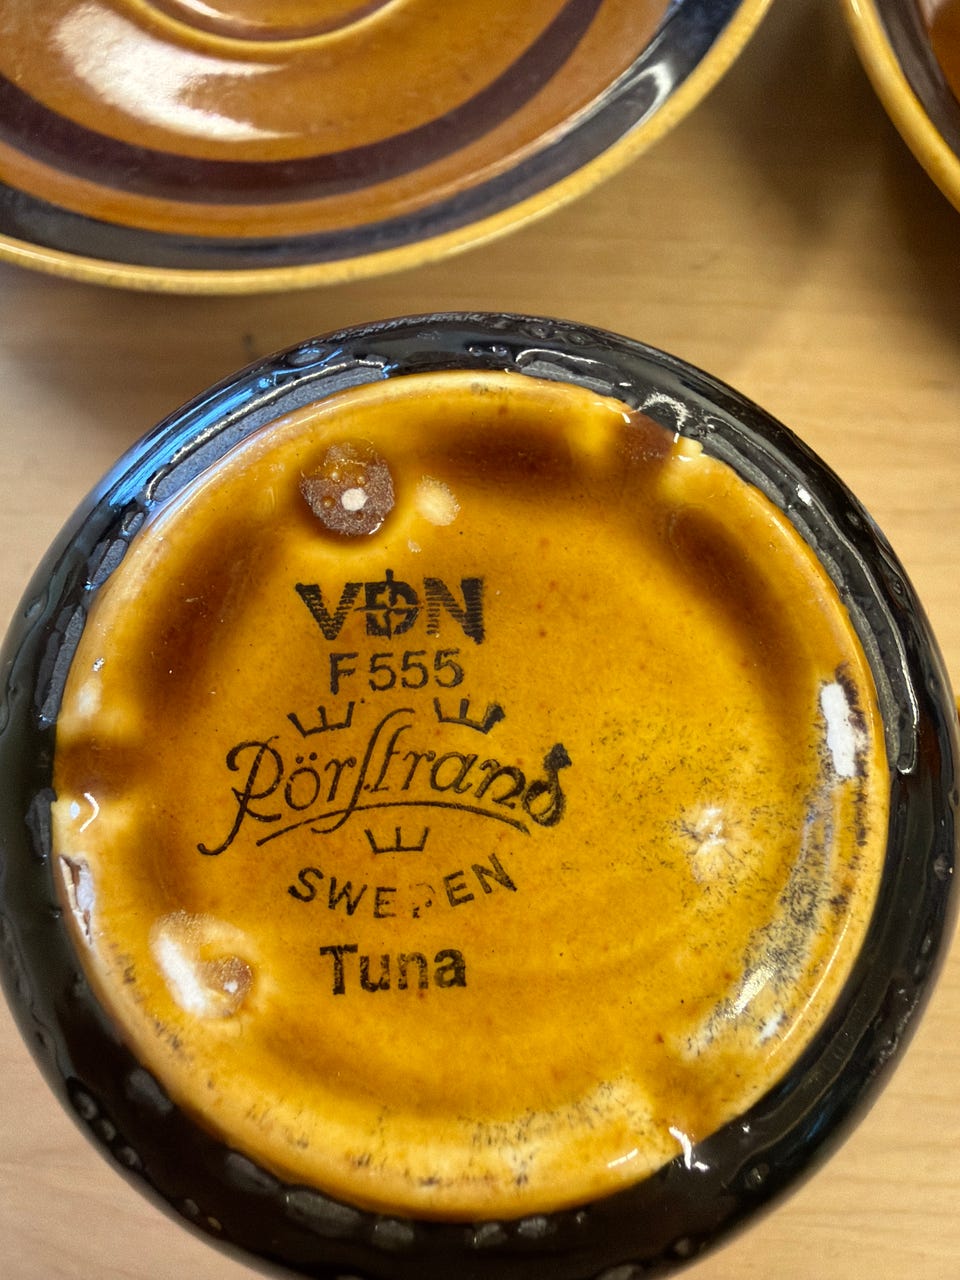 VDN
F555
Rörstrand
SWEDEN
Tuna